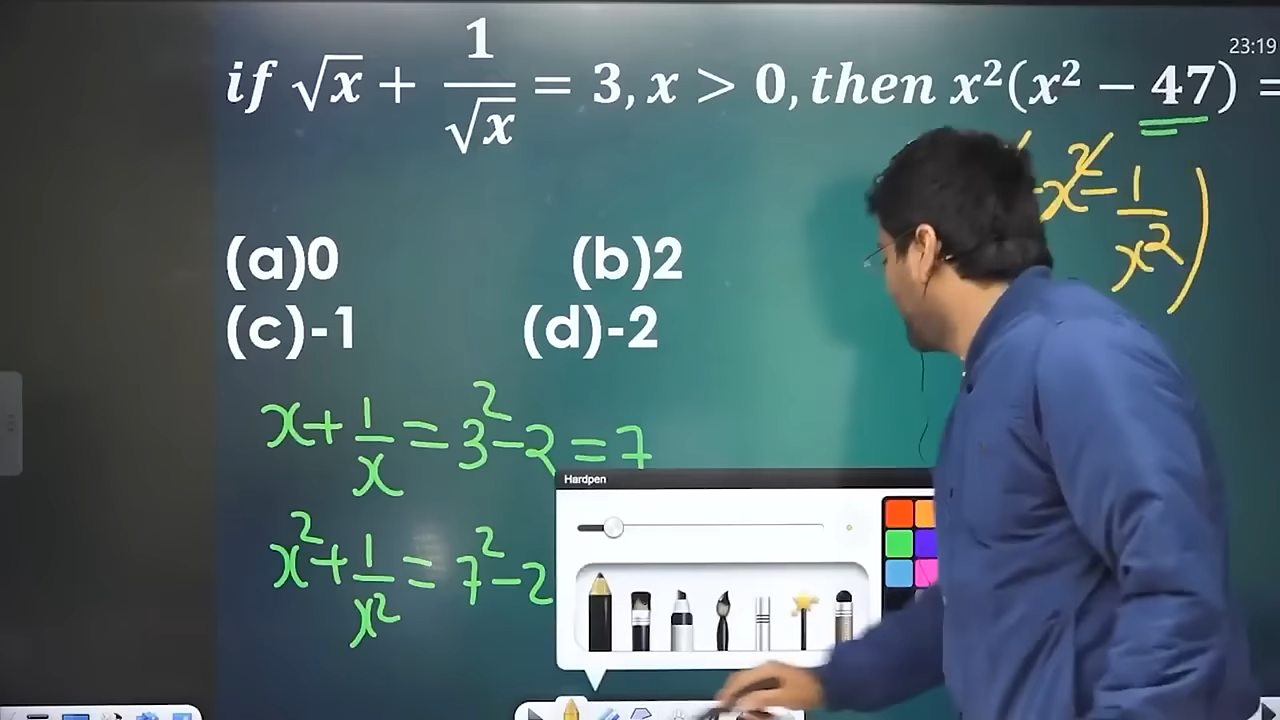 23:19
if √x + 1/√x = 3, x > 0, then x²(x² − 47) =
x² − 1/x² )
(a)0 (b)2
(c)-1 (d)-2
x + 1/x = 3² − 2 = 7
Hardpen
x² + 1/x² = 7² − 2